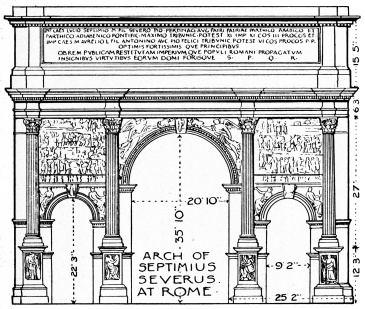 IMP CAES LVCIO SEPTIMIO M FIL SEVERO PIO PERTINACI AVG PATRI PATRIAE PARTHICO ARABICO ET
PARTHICO ADIABENICO PONTIFIC MAXIMO TRIBVNIC POTEST XI IMP XI COS III PROCOS ET
IMP CAES M AVRELIO L FIL ANTONINO AVG PIO FELICI TRIBVNIC POTEST VI COS PROCOS P P
OPTIMIS FORTISSIMIS QVE PRINCIPIBVS
OB REM PVBLICAM RESTITVTAM IMPERIVMQVE POPVLI ROMANI PROPAGATVM
INSIGNIBVS VIRTVTIBVS EORVM DOMI FORISQVE S · P · Q · R ·
15' 5"
6' 3"
20' 10"
35' 10"
27'
22' 3"
ARCH OF
SEPTIMIUS
SEVERUS
AT ROME
9' 2"
12' 3"
25' 2"